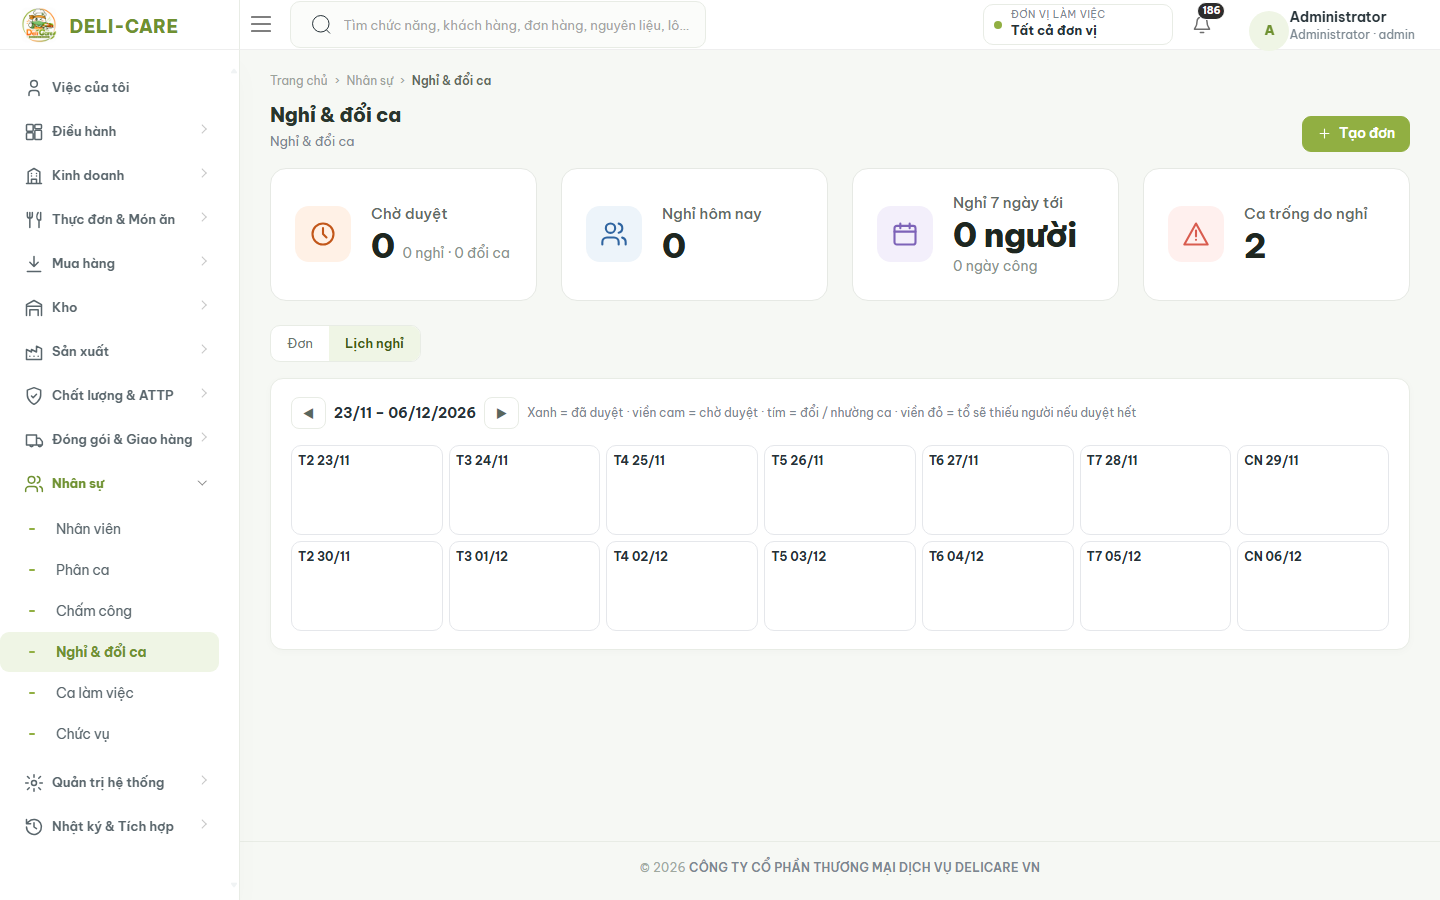 DELI-CARE
Tìm chức năng, khách hàng, đơn hàng, nguyên liệu, lô...
ĐƠN VỊ LÀM VIỆC
Tất cả đơn vị
186
A
Administrator
Administrator · admin
Việc của tôi
Điều hành
Kinh doanh
Thực đơn & Món ăn
Mua hàng
Kho
Sản xuất
Chất lượng & ATTP
Đóng gói & Giao hàng
Nhân sự
Nhân viên
Phân ca
Chấm công
Nghỉ & đổi ca
Ca làm việc
Chức vụ
Quản trị hệ thống
Nhật ký & Tích hợp
Trang chủ › Nhân sự › Nghỉ & đổi ca
Nghỉ & đổi ca
Nghỉ & đổi ca
+ Tạo đơn
Chờ duyệt
0 0 nghỉ · 0 đổi ca
Nghỉ hôm nay
0
Nghỉ 7 ngày tới
0 người
0 ngày công
Ca trống do nghỉ
2
Đơn
Lịch nghỉ
◀ 23/11 – 06/12/2026 ▶ Xanh = đã duyệt · viền cam = chờ duyệt · tím = đổi / nhường ca · viền đỏ = tổ sẽ thiếu người nếu duyệt hết
T2 23/11 T3 24/11 T4 25/11 T5 26/11 T6 27/11 T7 28/11 CN 29/11
T2 30/11 T3 01/12 T4 02/12 T5 03/12 T6 04/12 T7 05/12 CN 06/12
© 2026 CÔNG TY CỔ PHẦN THƯƠNG MẠI DỊCH VỤ DELICARE VN